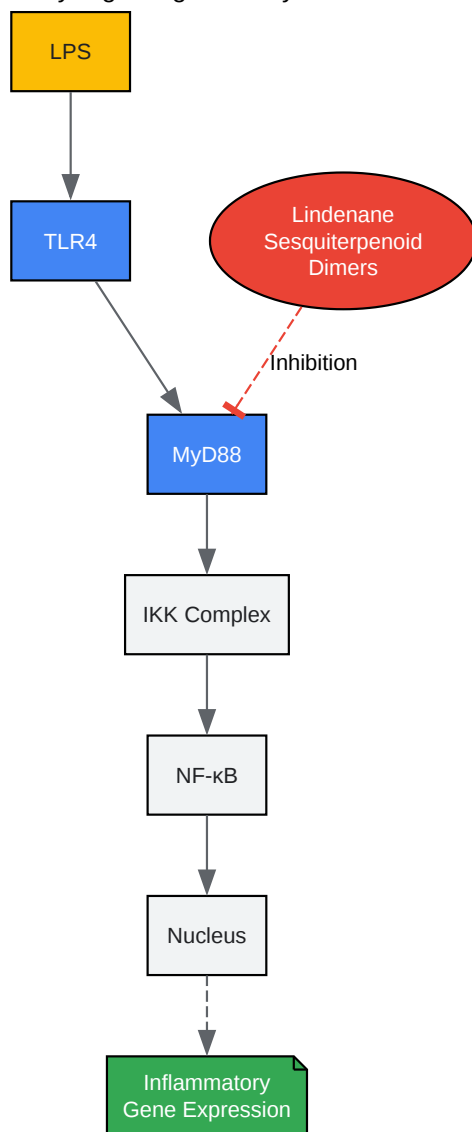 LPS
TLR4
Lindenane
Sesquiterpenoid
Dimers
Inhibition
MyD88
IKK Complex
NF-κB
Nucleus
Inflammatory
Gene Expression